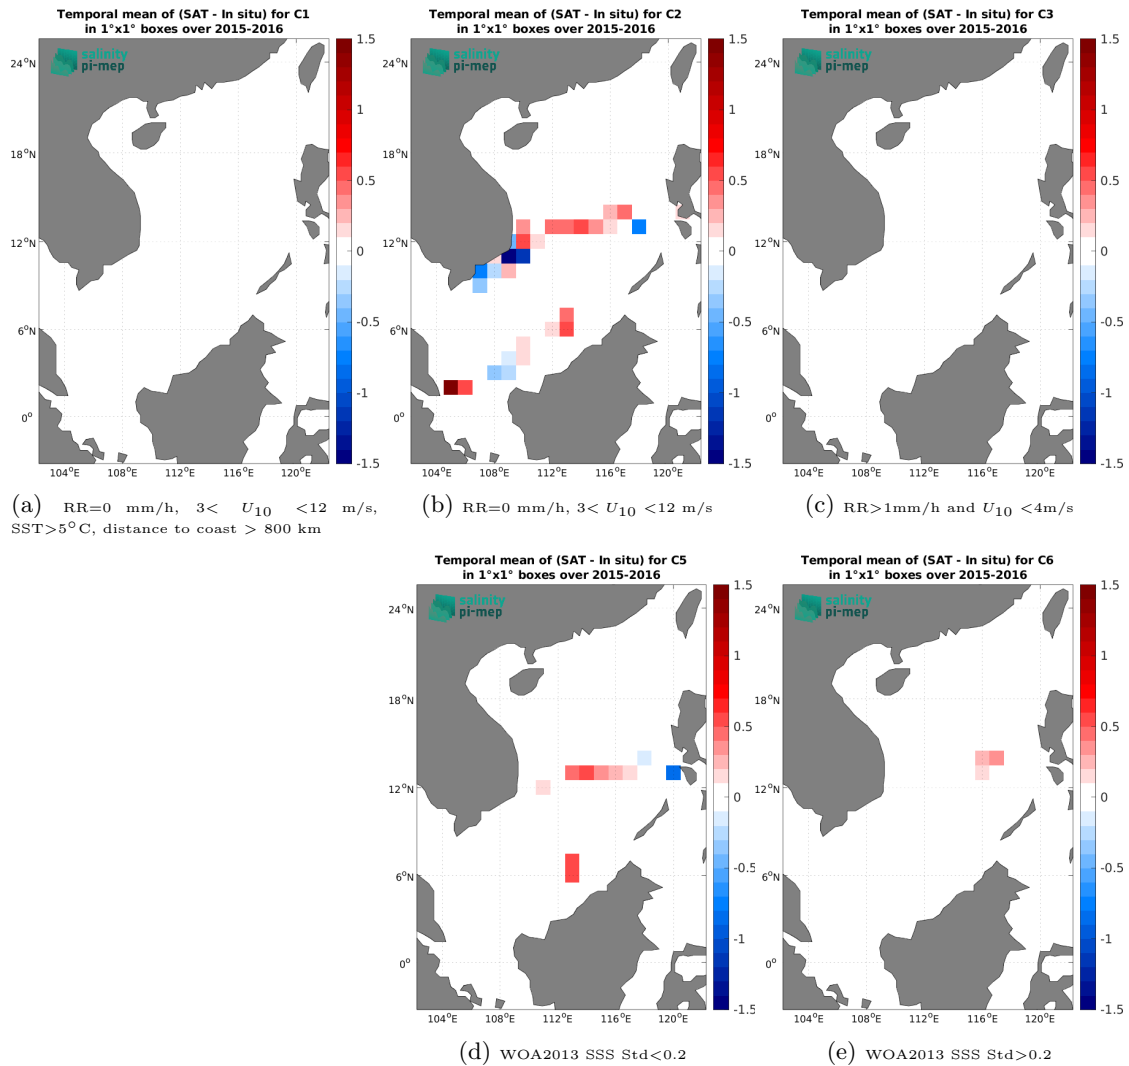 Temporal mean of (SAT - In situ) for C1
in 1°x1° boxes over 2015-2016
salinity
pi-mep
24°N
18°N
12°N
6°N
0°
104°E 108°E 112°E 116°E 120°E
1.5
1
0.5
0
-0.5
-1
-1.5
(a) RR=0 mm/h, 3< U10 <12 m/s,
SST>5°C, distance to coast > 800 km
Temporal mean of (SAT - In situ) for C2
in 1°x1° boxes over 2015-2016
salinity
pi-mep
24°N
18°N
12°N
6°N
0°
104°E 108°E 112°E 116°E 120°E
1.5
1
0.5
0
-0.5
-1
-1.5
(b) RR=0 mm/h, 3< U10 <12 m/s
Temporal mean of (SAT - In situ) for C3
in 1°x1° boxes over 2015-2016
salinity
pi-mep
24°N
18°N
12°N
6°N
0°
104°E 108°E 112°E 116°E 120°E
1.5
1
0.5
0
-0.5
-1
-1.5
(c) RR>1mm/h and U10 <4m/s
Temporal mean of (SAT - In situ) for C5
in 1°x1° boxes over 2015-2016
salinity
pi-mep
24°N
18°N
12°N
6°N
0°
104°E 108°E 112°E 116°E 120°E
1.5
1
0.5
0
-0.5
-1
-1.5
(d) WOA2013 SSS Std<0.2
Temporal mean of (SAT - In situ) for C6
in 1°x1° boxes over 2015-2016
salinity
pi-mep
24°N
18°N
12°N
6°N
0°
104°E 108°E 112°E 116°E 120°E
1.5
1
0.5
0
-0.5
-1
-1.5
(e) WOA2013 SSS Std>0.2